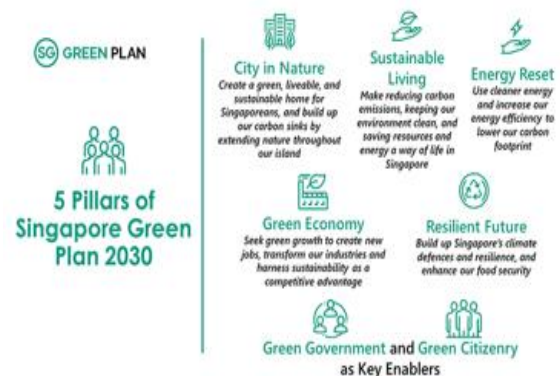 SG GREEN PLAN
5 Pillars of
Singapore Green
Plan 2030
City in Nature
Create a green, liveable, and
sustainable home for
Singaporeans, and build up
our carbon sinks by
extending nature throughout
our island
Sustainable
Living
Make reducing carbon
emissions, keeping our
environment clean, and
saving resources and
energy a way of life in
Singapore
Energy Reset
Use cleaner energy
and increase our
energy efficiency to
lower our carbon
footprint
Green Economy
Seek green growth to create new
jobs, transform our industries and
harness sustainability as a
competitive advantage
Resilient Future
Build up Singapore's climate
defences and resilience, and
enhance our food security
Green Government and Green Citizenry
as Key Enablers